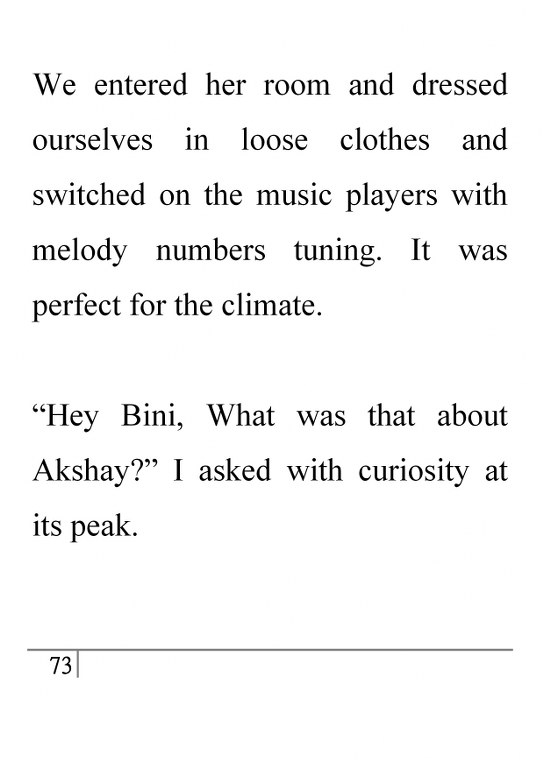 We entered her room and dressed
ourselves in loose clothes and
switched on the music players with
melody numbers tuning. It was
perfect for the climate.
“Hey Bini, What was that about
Akshay?” I asked with curiosity at
its peak.
73